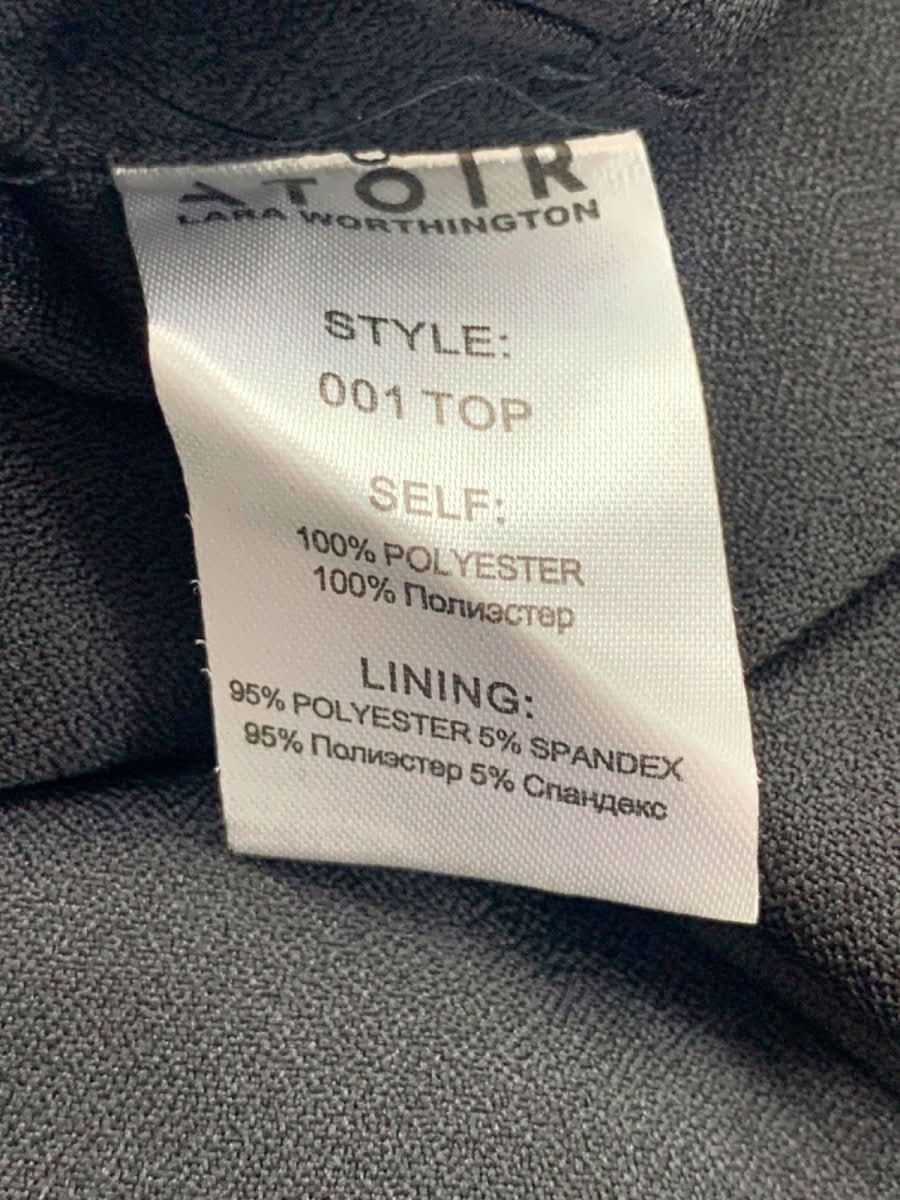 ATOIR
LARA WORTHINGTON
STYLE:
001 TOP
SELF:
100% POLYESTER
100% Полиэстер
LINING:
95% POLYESTER 5% SPANDEX
95% Полиэстер 5% Спандекс